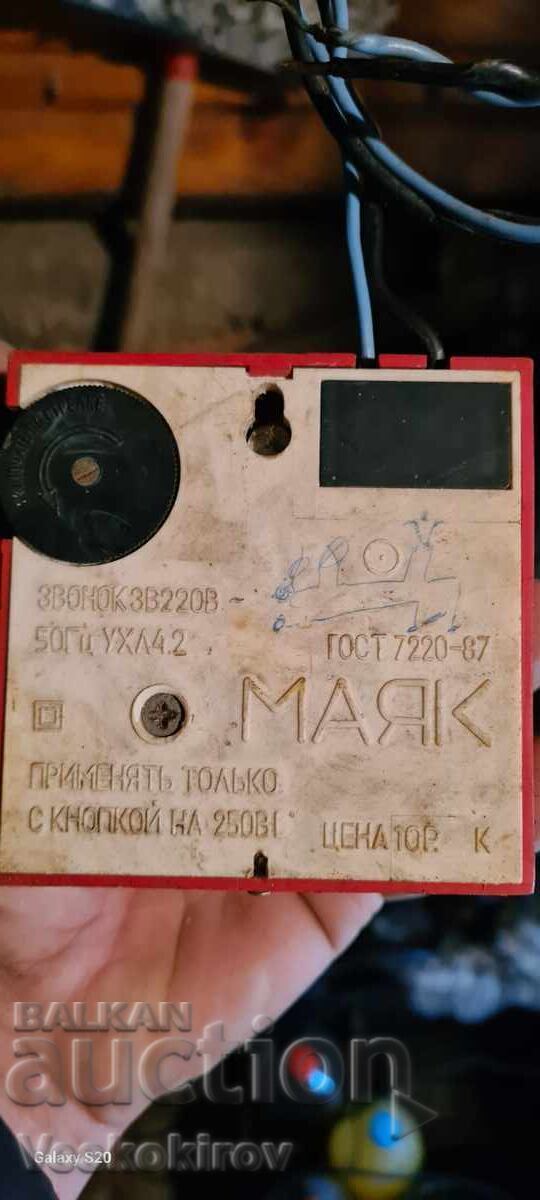 ЗВОНОК ЗВ220В ~
50ГЦ УХЛ4.2
ГОСТ 7220-87
МАЯК
ПРИМЕНЯТЬ ТОЛЬКО
С КНОПКОЙ НА 250В!
ЦЕНА 10Р. К
BALKAN
auction
Veskokirov
Galaxy S20